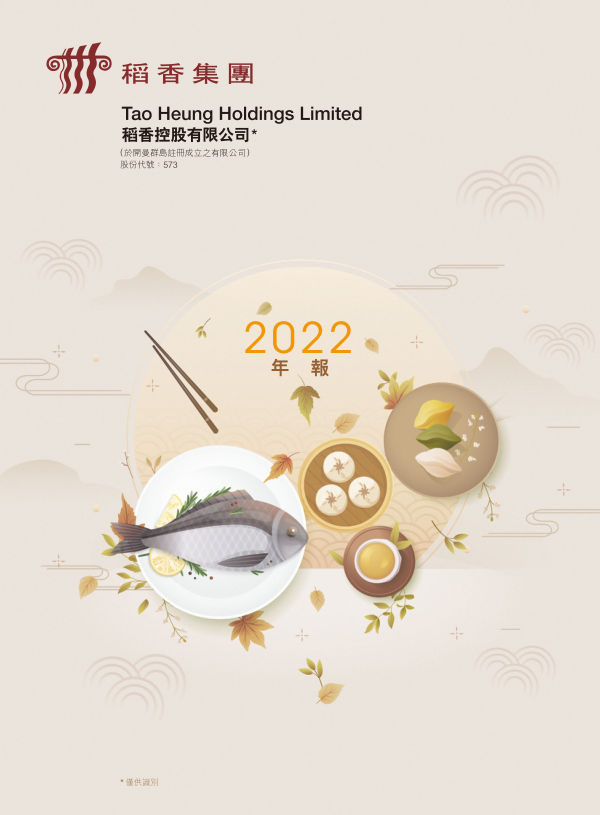 稻香集團
Tao Heung Holdings Limited
稻香控股有限公司*
(於開曼群島註冊成立之有限公司)
股份代號：573
2022
年 報
* 僅供識別